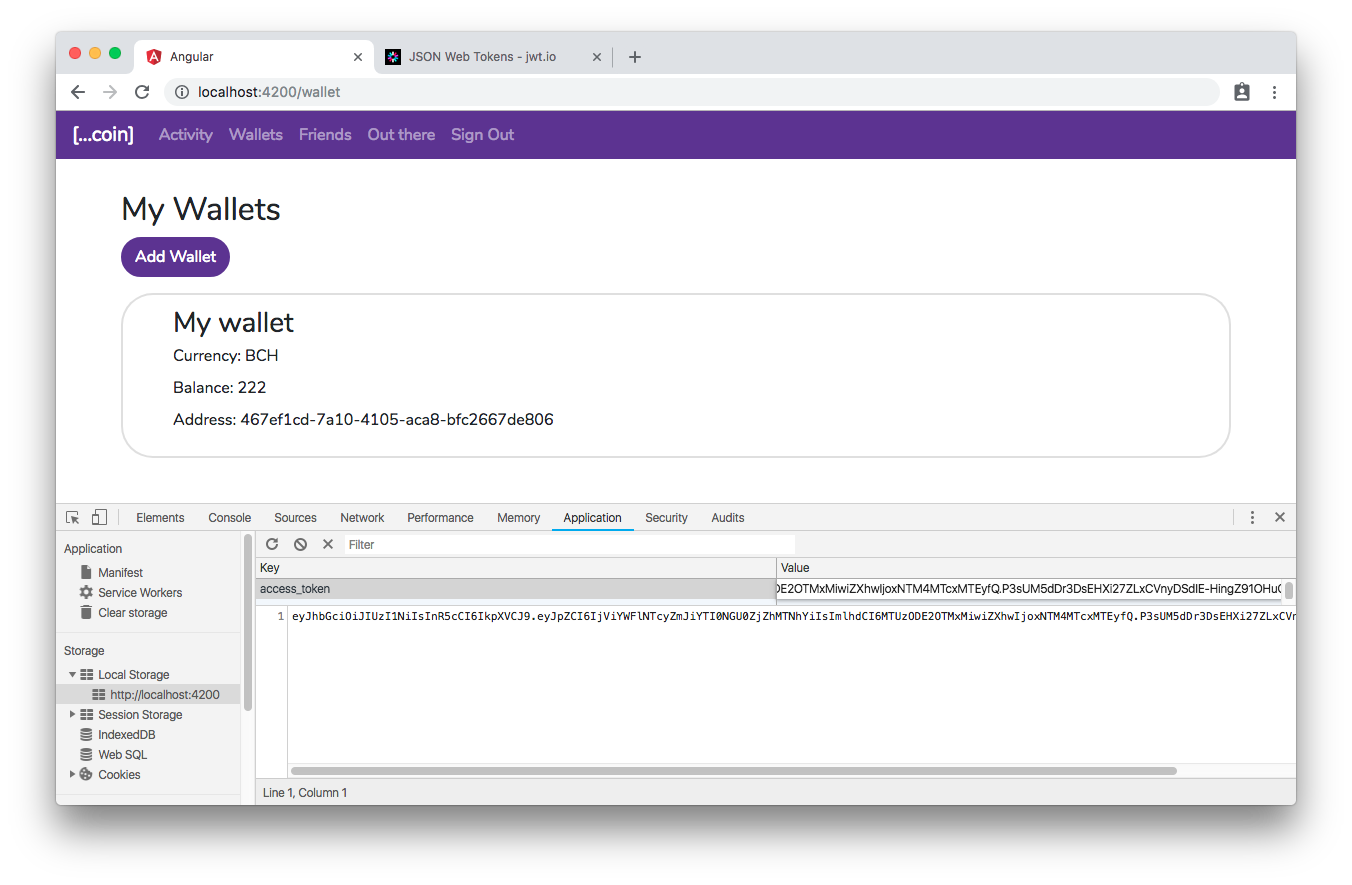 Angular
JSON Web Tokens - jwt.io
localhost:4200/wallet
[...coin] Activity Wallets Friends Out there Sign Out
My Wallets
Add Wallet
My wallet
Currency: BCH
Balance: 222
Address: 467ef1cd-7a10-4105-aca8-bfc2667de806
Elements Console Sources Network Performance Memory Application Security Audits
Application
Manifest
Service Workers
Clear storage
Storage
Local Storage
http://localhost:4200
Session Storage
IndexedDB
Web SQL
Cookies
Filter
Key Value
access_token DE2OTMxMiwiZXhwIjoxNTM4MTcxMTEyfQ.P3sUM5dDr3DsEHXi27ZLxCVnyDSdlE-HingZ91OHu
1 eyJhbGciOiJIUzI1NiIsInR5cCI6IkpXVCJ9.eyJpZCI6IjViYWFlNTcyZmJiYTI0NGU0ZjZhMTNhYiIsImlhdCI6MTUzODE2OTMxMiwiZXhwIjoxNTM4MTcxMTEyfQ.P3sUM5dDr3DsEHXi27ZLxCVn
Line 1, Column 1